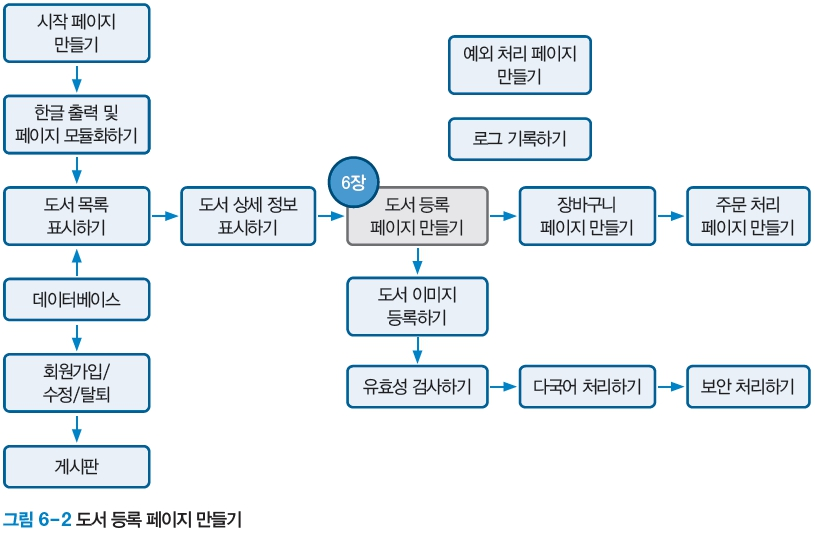 시작 페이지
만들기
예외 처리 페이지
만들기
한글 출력 및
페이지 모듈화하기
로그 기록하기
6장
도서 목록
표시하기
도서 상세 정보
표시하기
도서 등록
페이지 만들기
장바구니
페이지 만들기
주문 처리
페이지 만들기
데이터베이스
도서 이미지
등록하기
회원가입/
수정/탈퇴
유효성 검사하기
다국어 처리하기
보안 처리하기
게시판
그림 6-2 도서 등록 페이지 만들기